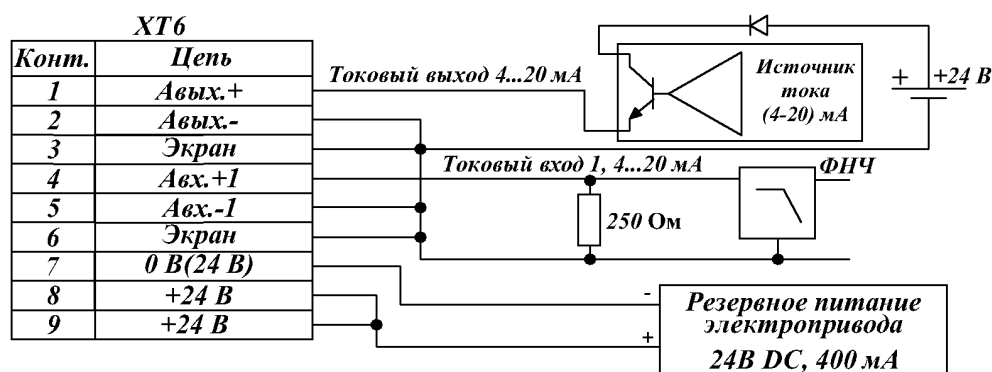 XT6
Конт. Цепь
1 Авых.+
2 Авых.-
3 Экран
4 Авх.+1
5 Авх.-1
6 Экран
7 0 В(24 В)
8 +24 В
9 +24 В
Токовый выход 4...20 мА
Источник
тока
(4-20) мА
+
+24 В
Токовый вход 1, 4...20 мА
ФНЧ
250 Ом
-
+
Резервное питание
электропривода
24В DC, 400 мА